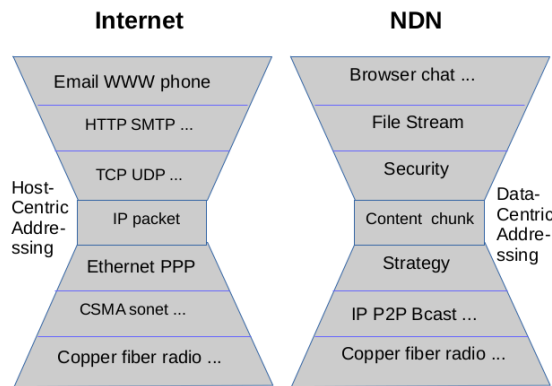 Internet
NDN
Email WWW phone
HTTP SMTP ...
TCP UDP ...
Host-
Centric
Addre-
ssing
IP packet
Ethernet PPP
CSMA sonet ...
Copper fiber radio ...
Browser chat ...
File Stream
Security
Content chunk
Data-
Centric
Addre-
ssing
Strategy
IP P2P Bcast ...
Copper fiber radio ...